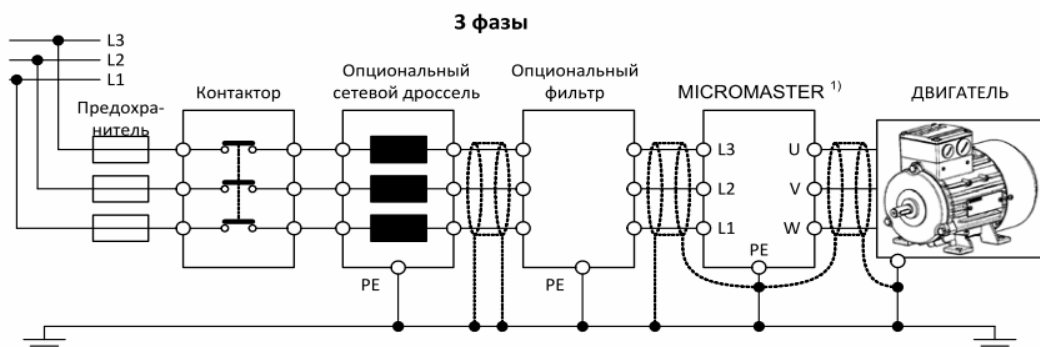 3 фазы
L3
L2
L1
Предохра-
нитель
Контактор
Опциональный
сетевой дроссель
Опциональный
фильтр
MICROMASTER 1)
ДВИГАТЕЛЬ
L3
U
L2
V
L1
W
PE
PE
PE